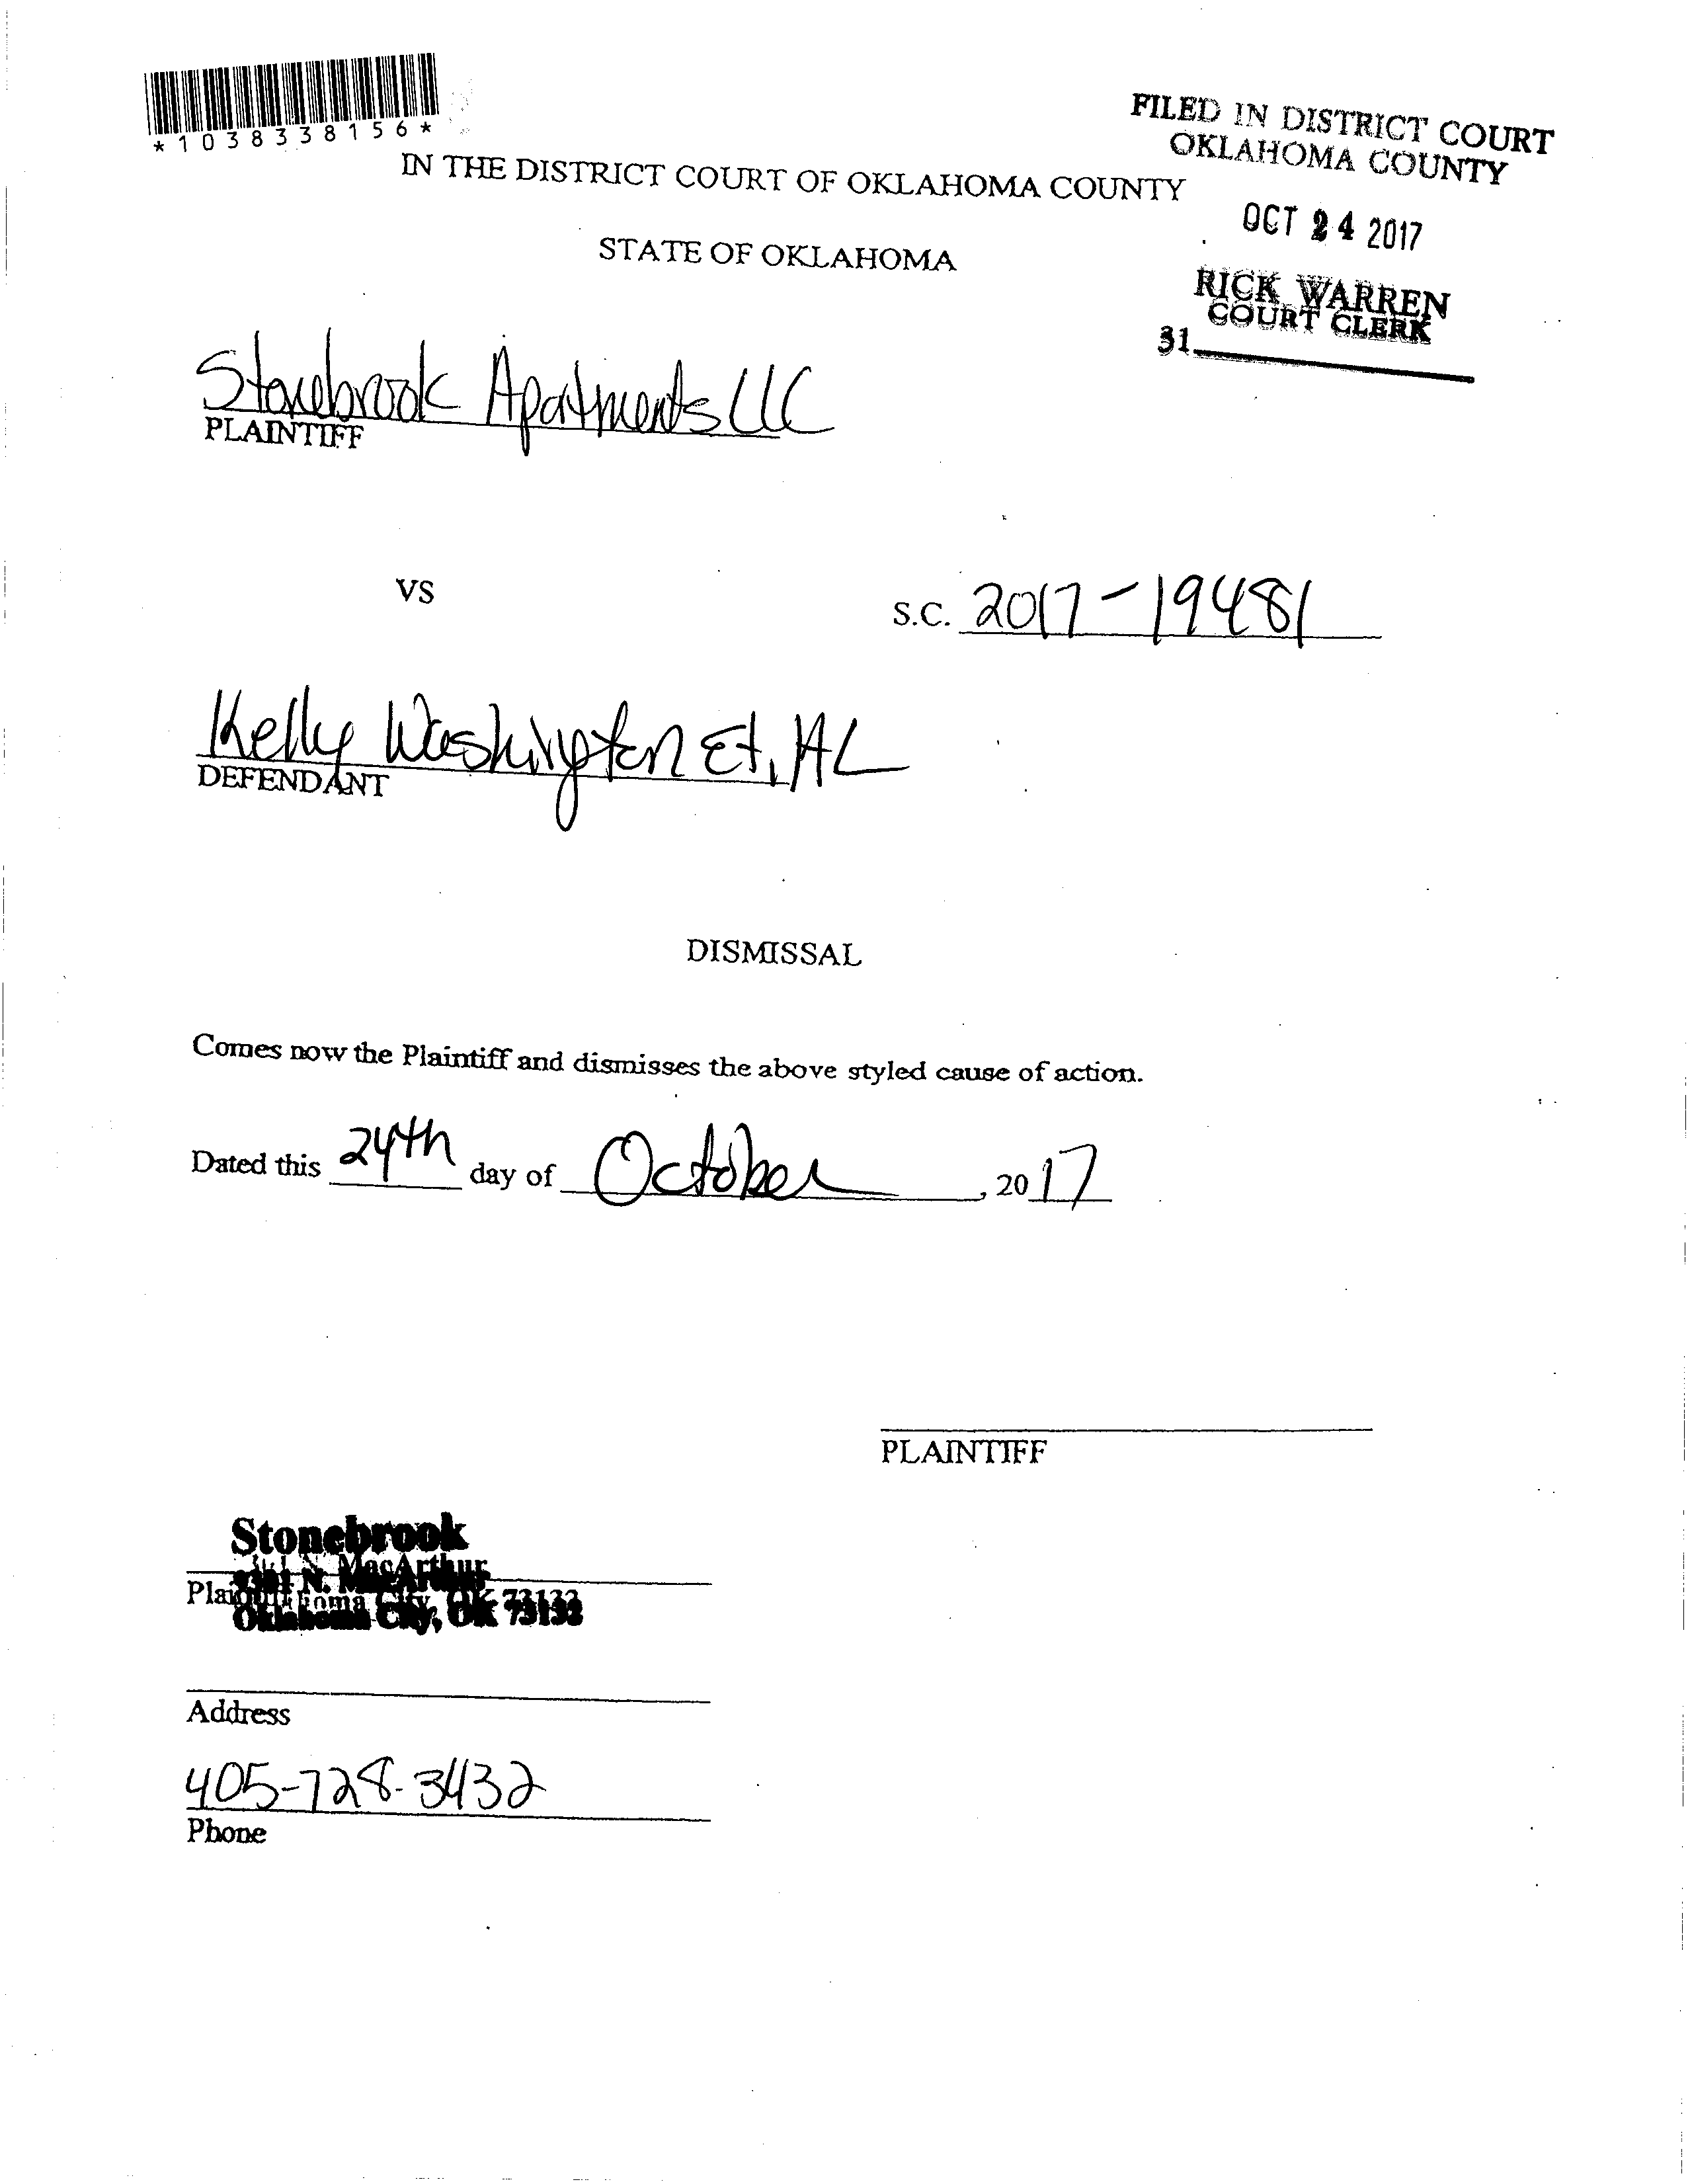 *1038338156*
FILED IN DISTRICT COURT
OKLAHOMA COUNTY
IN THE DISTRICT COURT OF OKLAHOMA COUNTY
OCT 24 2017
STATE OF OKLAHOMA
RICK WARREN
COURT CLERK
31
Stonebrook Apartments LLC
PLAINTIFF
VS
S.C. 2017-19481
Kelly Washington Et, AL
DEFENDANT
DISMISSAL
Comes now the Plaintiff and dismisses the above styled cause of action.
Dated this 24th day of October, 2017
PLAINTIFF
Stonebrook
N. MacArthur
Oklahoma City, OK 73132
Address
405-728-3432
Phone